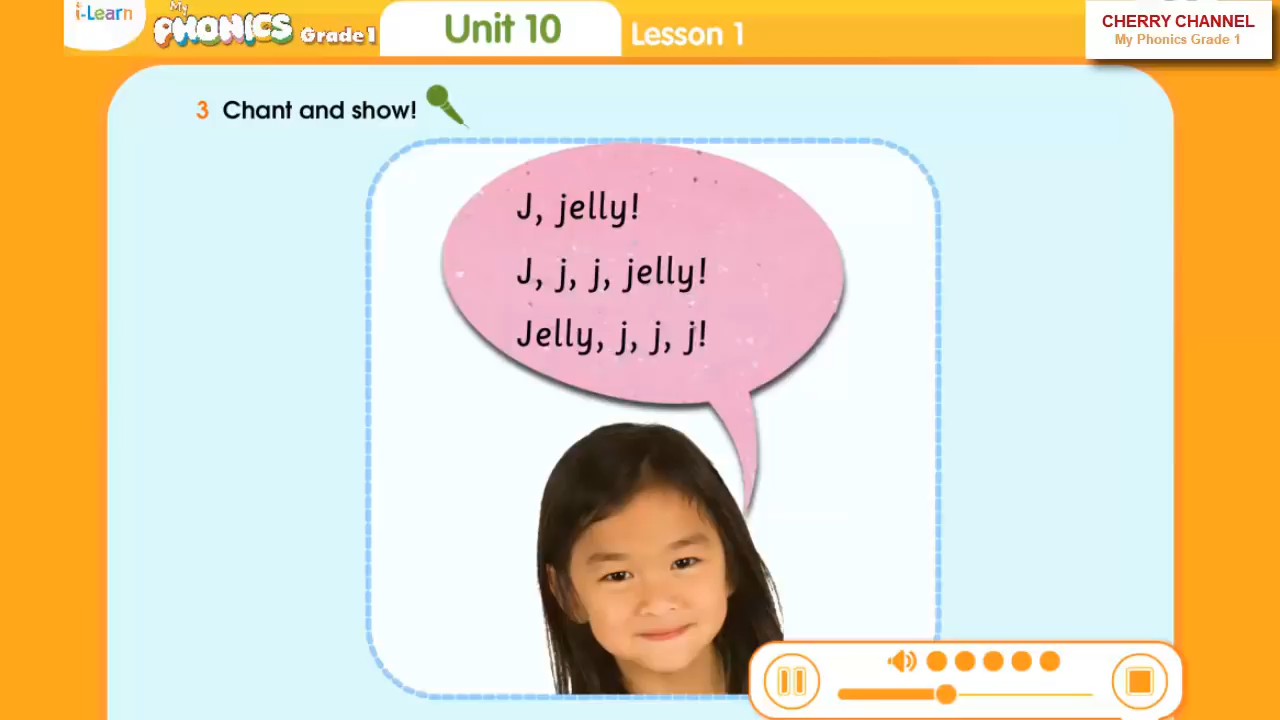 i-Learn
My
PHONICS Grade 1
Unit 10
Lesson 1
CHERRY CHANNEL
My Phonics Grade 1
3 Chant and show!
J, jelly!
J, j, j, jelly!
Jelly, j, j, j!